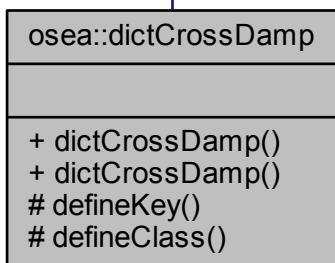 osea::dictCrossDamp
+ dictCrossDamp()
+ dictCrossDamp()
# defineKey()
# defineClass()